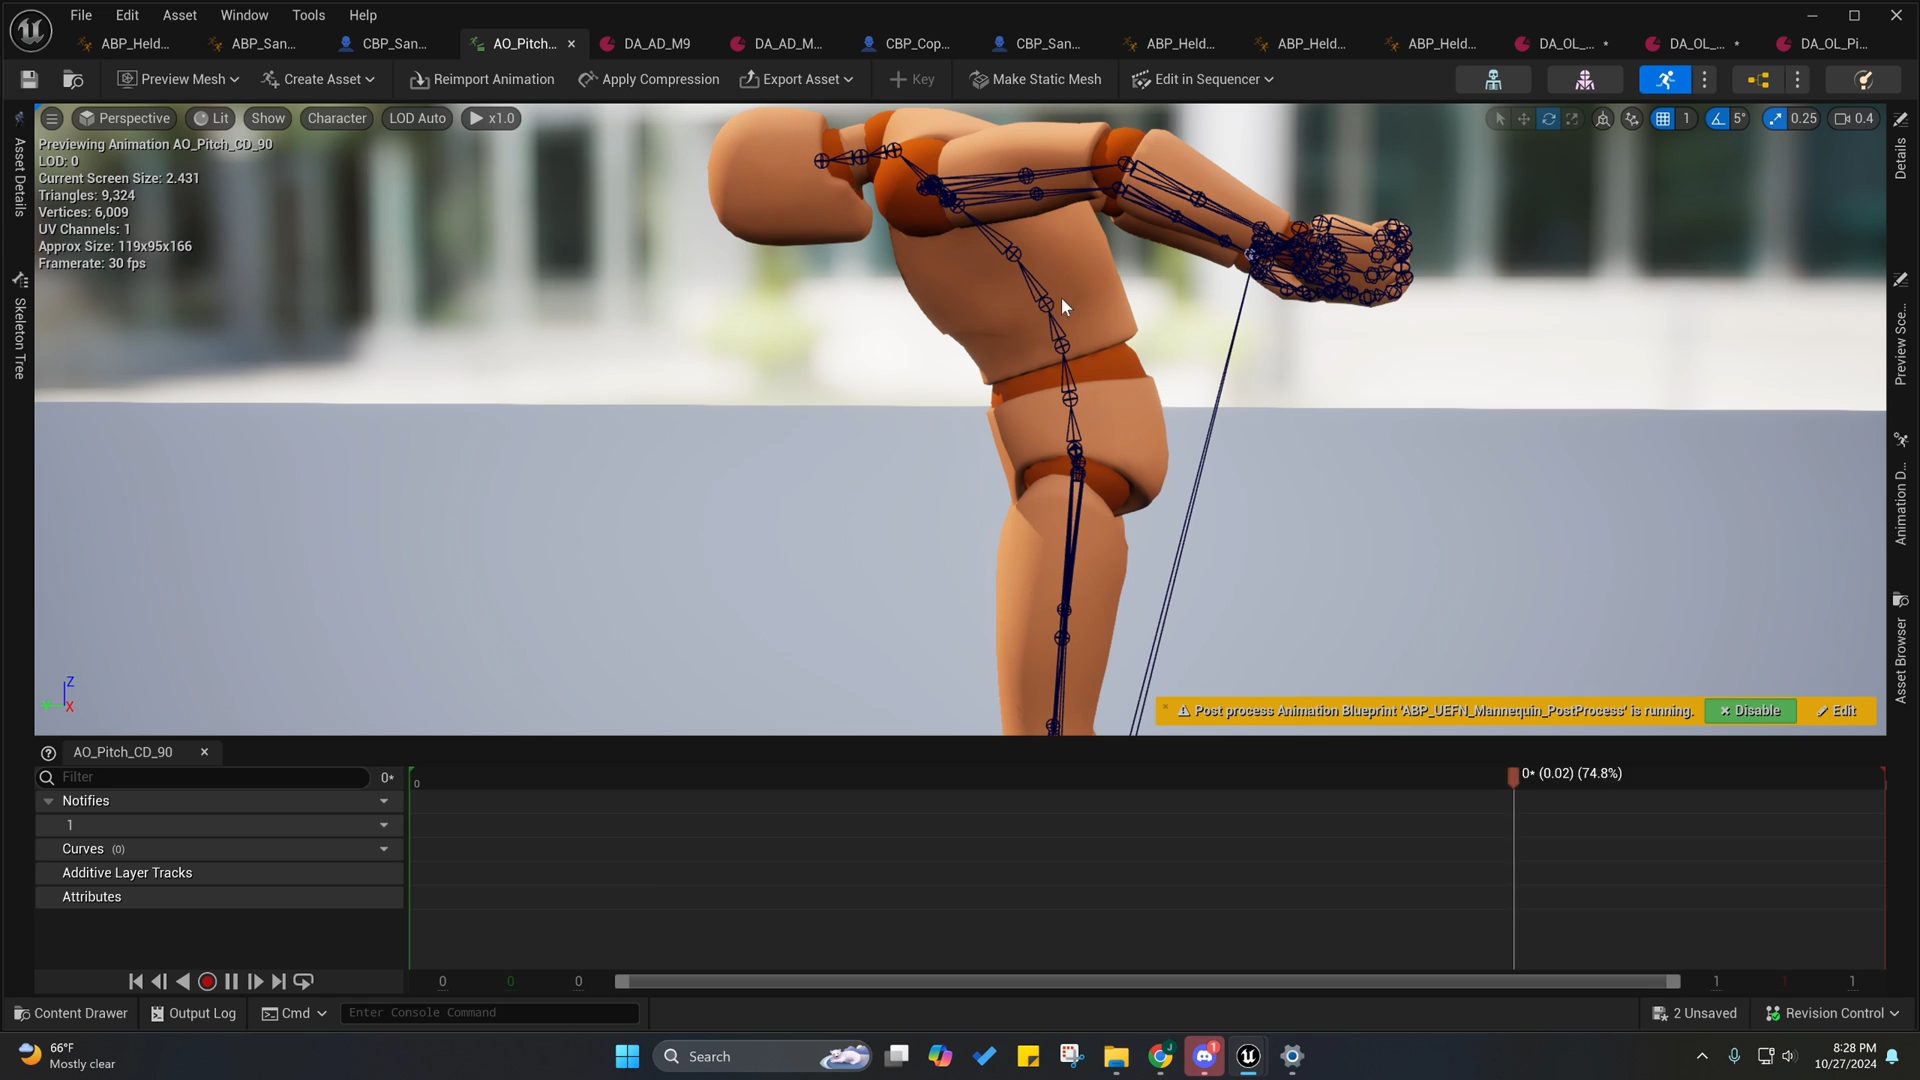 File Edit Asset Window Tools Help
ABP_Held... ABP_San... CBP_San... AO_Pitch... DA_AD_M9 DA_AD_M... CBP_Cop... CBP_San... ABP_Held... ABP_Held... ABP_Held... DA_OL_... * DA_OL_... * DA_OL_Pi...
Preview Mesh Create Asset Reimport Animation Apply Compression Export Asset Key Make Static Mesh Edit in Sequencer
Perspective Lit Show Character LOD Auto x1.0 1 5° 0.25 0.4
Previewing Animation AO_Pitch_CD_90
LOD: 0
Current Screen Size: 2.431
Triangles: 9,324
Vertices: 6,009
UV Channels: 1
Approx Size: 119x95x166
Framerate: 30 fps
Asset Details
Skeleton Tree
Details
Preview Sce...
Animation D...
Asset Browser
Z
X
Post process Animation Blueprint 'ABP_UEFN_Mannequin_PostProcess' is running. Disable Edit
AO_Pitch_CD_90
Filter 0*
0 0* (0.02) (74.8%)
Notifies
1
Curves (0)
Additive Layer Tracks
Attributes
0 0 0 1 1 1
Content Drawer Output Log Cmd Enter Console Command 2 Unsaved Revision Control
66°F
Mostly clear
Search
1
8:28 PM
10/27/2024